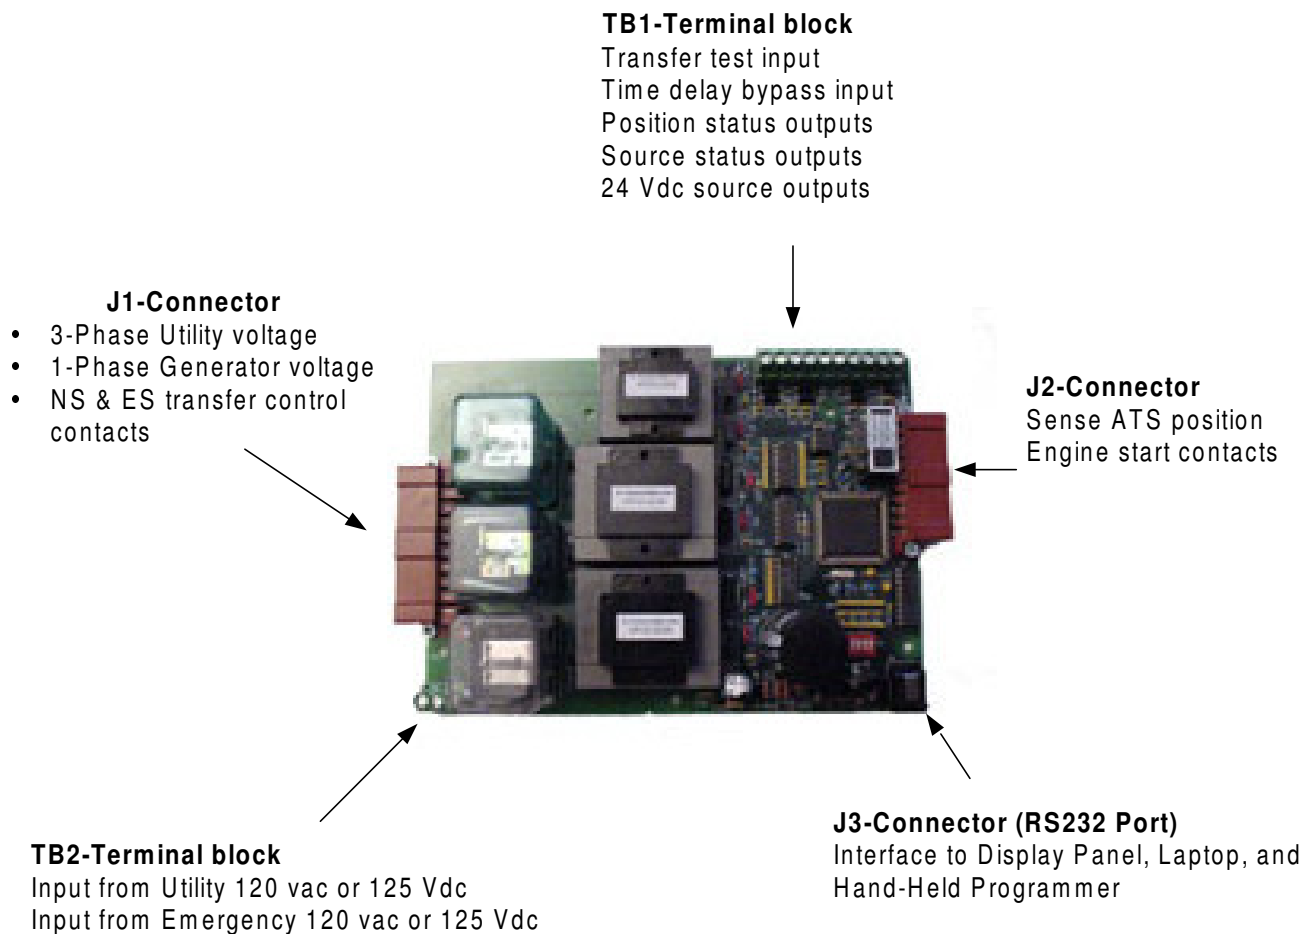 TB1-Terminal block
Transfer test input
Time delay bypass input
Position status outputs
Source status outputs
24 Vdc source outputs
J1-Connector
• 3-Phase Utility voltage
• 1-Phase Generator voltage
• NS & ES transfer control
contacts
J2-Connector
Sense ATS position
Engine start contacts
TB2-Terminal block
Input from Utility 120 vac or 125 Vdc
Input from Emergency 120 vac or 125 Vdc
J3-Connector (RS232 Port)
Interface to Display Panel, Laptop, and
Hand-Held Programmer